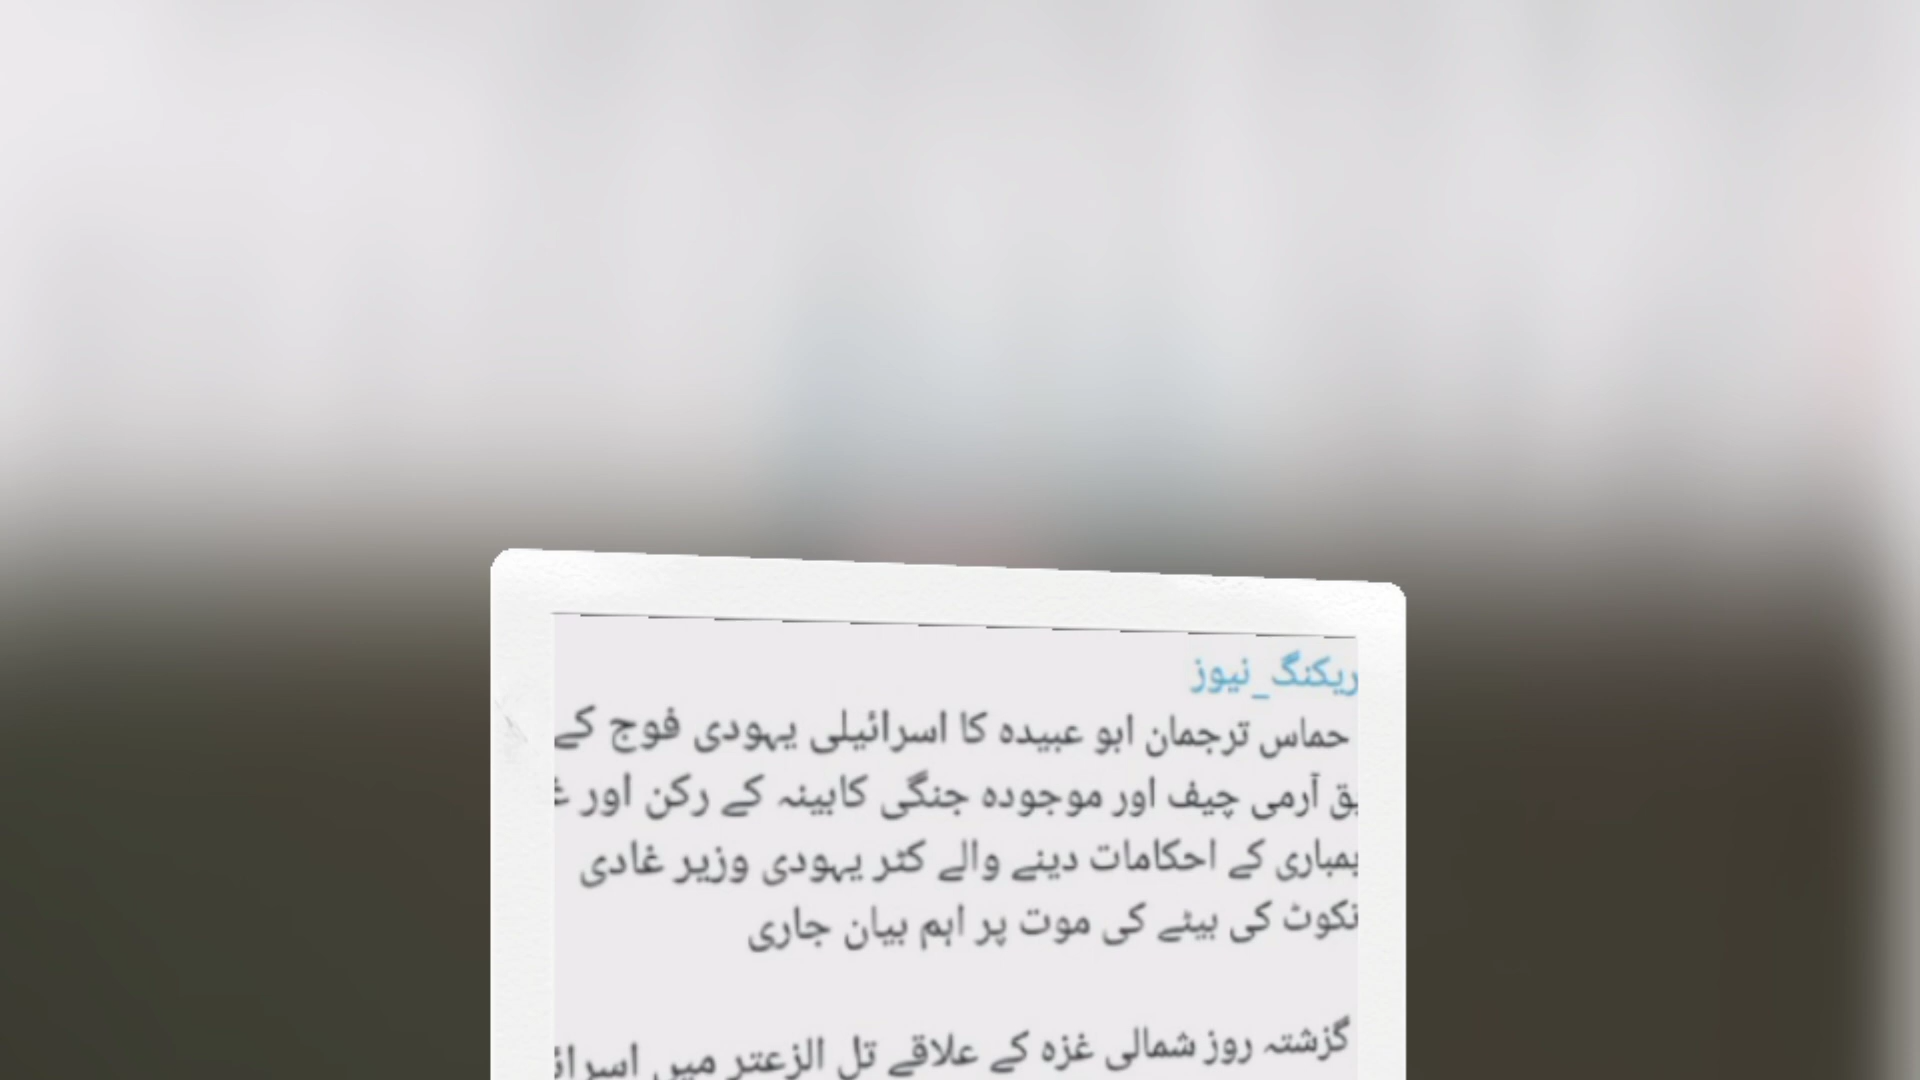 ریکنگ_نیوز
حماس ترجمان ابو عبیدہ کا اسرائیلی یہودی فوج کے
آرمی چیف اور موجودہ جنگی کابینہ کے رکن اور
بمباری کے احکامات دینے والے کٹر یہودی وزیر غادی
کی بیٹے کی موت پر اہم بیان جاری
گزشتہ روز شمالی غزہ کے علاقے تل الزعتر میں